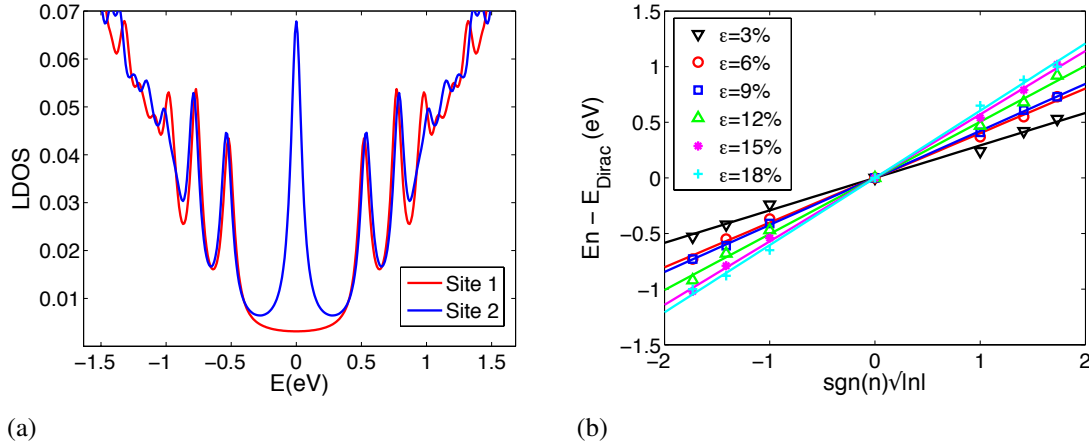 0.07
0.06
0.05
0.04
0.03
0.02
0.01
LDOS
−1.5 −1 −0.5 0 0.5 1 1.5
E(eV)
Site 1
Site 2
(a)
1.5
1
0.5
0
−0.5
−1
−1.5
En − E_Dirac (eV)
−2 −1 0 1 2
sgn(n)√|n|
ε=3%
ε=6%
ε=9%
ε=12%
ε=15%
ε=18%
(b)